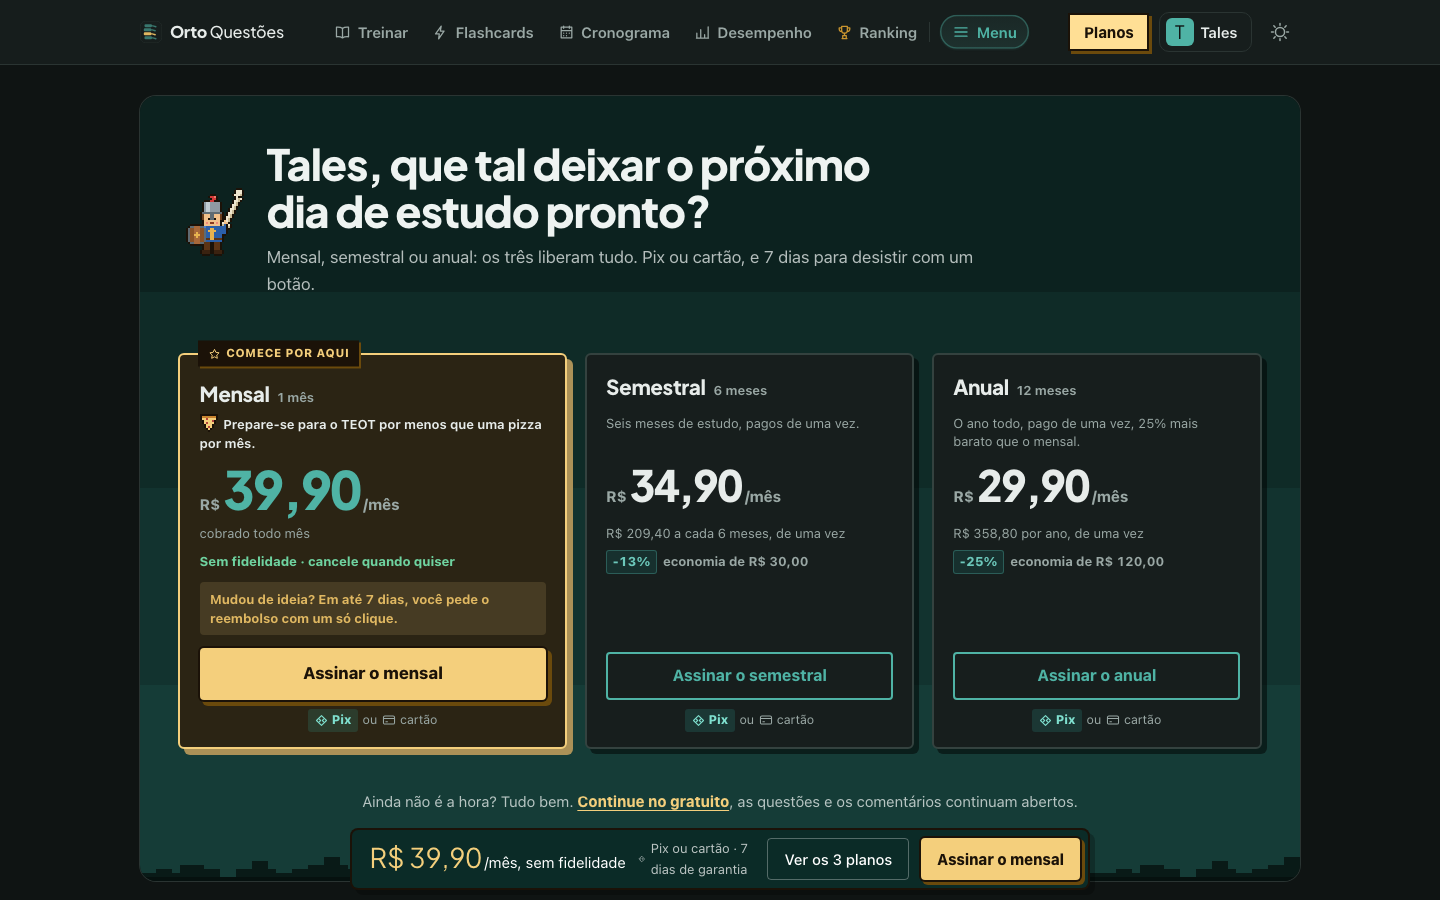 Orto Questões
Treinar
Flashcards
Cronograma
Desempenho
Ranking
Menu
Planos
T
Tales
Tales, que tal deixar o próximo
dia de estudo pronto?
Mensal, semestral ou anual: os três liberam tudo. Pix ou cartão, e 7 dias para desistir com um
botão.
COMECE POR AQUI
Mensal 1 mês
Prepare-se para o TEOT por menos que uma pizza
por mês.
R$ 39,90/mês
cobrado todo mês
Sem fidelidade · cancele quando quiser
Mudou de ideia? Em até 7 dias, você pede o
reembolso com um só clique.
Assinar o mensal
Pix ou cartão
Semestral 6 meses
Seis meses de estudo, pagos de uma vez.
R$ 34,90/mês
R$ 209,40 a cada 6 meses, de uma vez
-13% economia de R$ 30,00
Assinar o semestral
Pix ou cartão
Anual 12 meses
O ano todo, pago de uma vez, 25% mais
barato que o mensal.
R$ 29,90/mês
R$ 358,80 por ano, de uma vez
-25% economia de R$ 120,00
Assinar o anual
Pix ou cartão
Ainda não é a hora? Tudo bem. Continue no gratuito, as questões e os comentários continuam abertos.
R$ 39,90/mês, sem fidelidade
Pix ou cartão · 7
dias de garantia
Ver os 3 planos
Assinar o mensal